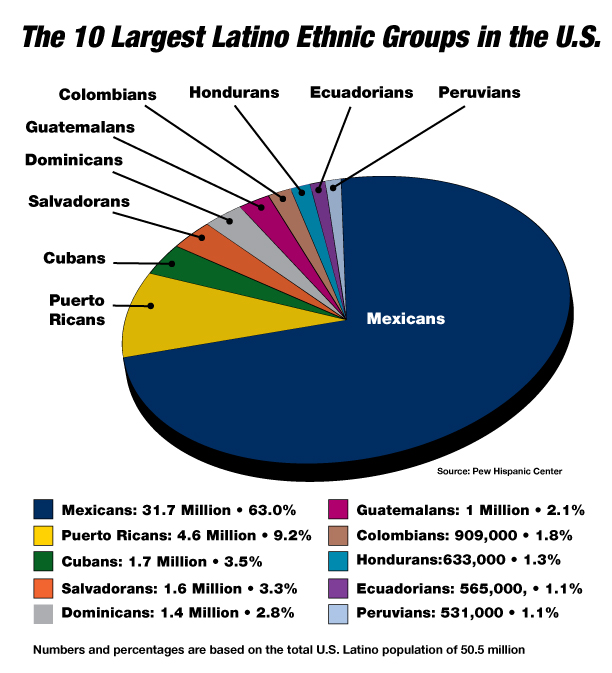 The 10 Largest Latino Ethnic Groups in the U.S.
Colombians
Hondurans
Ecuadorians
Peruvians
Guatemalans
Dominicans
Salvadorans
Cubans
Puerto
Ricans
Mexicans
Source: Pew Hispanic Center
Mexicans: 31.7 Million • 63.0%
Puerto Ricans: 4.6 Million • 9.2%
Cubans: 1.7 Million • 3.5%
Salvadorans: 1.6 Million • 3.3%
Dominicans: 1.4 Million • 2.8%
Guatemalans: 1 Million • 2.1%
Colombians: 909,000 • 1.8%
Hondurans:633,000 • 1.3%
Ecuadorians: 565,000, • 1.1%
Peruvians: 531,000 • 1.1%
Numbers and percentages are based on the total U.S. Latino population of 50.5 million